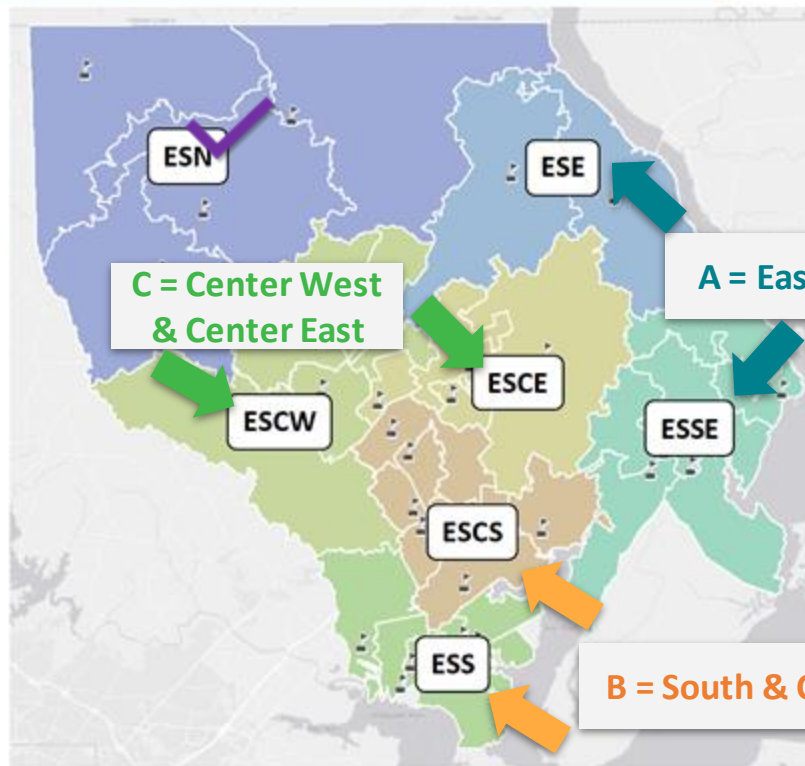 ESN
ESE
A = Eas
C = Center West
& Center East
ESCE
ESCW
ESSE
ESCS
B = South & C
ESS